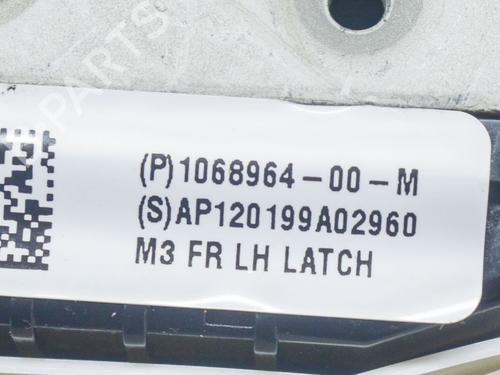 (P)1068964-00-M
(S)AP120199A02960
M3 FR LH LATCH